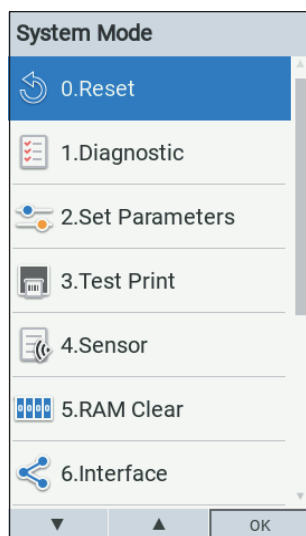 System Mode
0.Reset
1.Diagnostic
2.Set Parameters
3.Test Print
4.Sensor
5.RAM Clear
6.Interface
OK